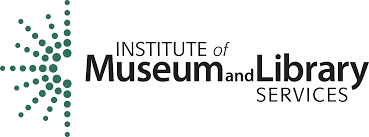 INSTITUTE of
Museum and Library
SERVICES